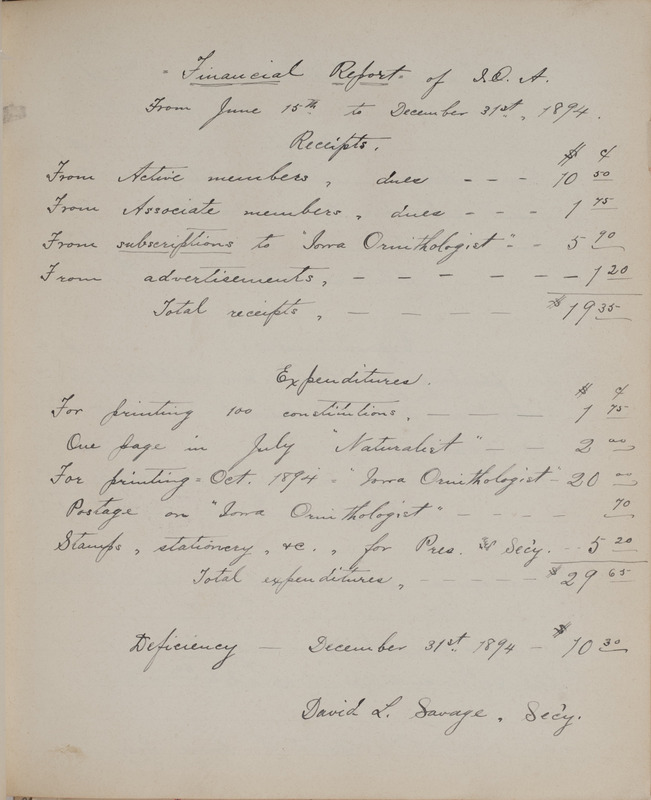 "Financial Report" of I.O.A.
From June 15th to December 31st, 1894.
Receipts.
$ ¢
From Active members, dues - - - 10 50
From Associate members, dues - - - 1 75
From subscriptions to "Iowa Ornithologist" - - 5 90
From advertisements, - - - - - - 1 20
Total receipts, - - - - $19 35
Expenditures.
$ ¢
For printing 100 constitutions, - - - 1 75
One page in July "Naturalist" - - 2 00
For printing = Oct. 1894 = "Iowa Ornithologist" - 20 00
Postage on "Iowa Ornithologist" - - - - 70
Stamps, stationery, &c., for Pres. & Sec'y. - - 5 20
Total expenditures, - - - - $29 65
Deficiency - December 31st, 1894 - $10 30
David L. Savage, Sec'y.